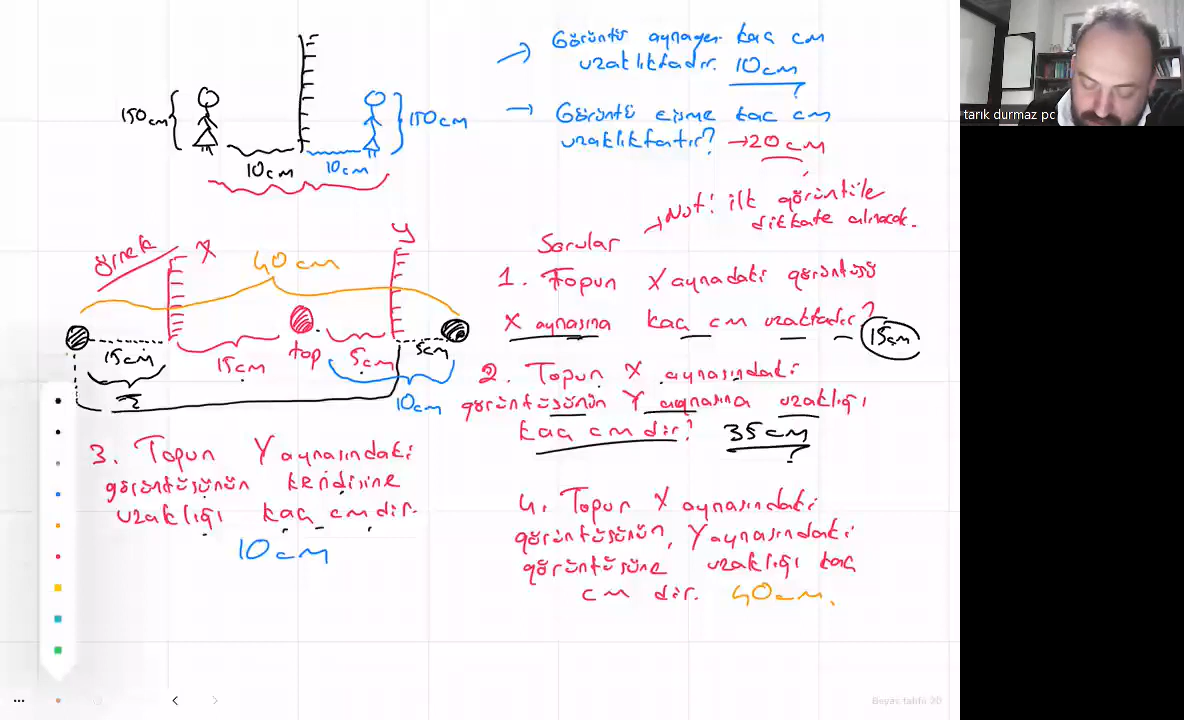 Görüntü aynaya kaç cm
uzaklıktadır. 10cm
150cm
150cm
10cm
10cm
Görüntü cisme kaç cm
uzaklıktadır? 20cm
Not! ilk görüntüle
dikkate alınacak.
örnek
X
40 cm
y
Sorular
1. Topun X aynadaki görüntüsü
X aynasına kaç cm uzaktadır? 15cm
top
15cm
15cm
5cm
5cm
10cm
2. Topun X aynasındaki
görüntüsünün Y aynasına uzaklığı
kaç cm dir? 35cm
3. Topun Y aynasındaki
görüntüsünün kendisine
uzaklığı kaç cm dir.
10cm
4. Topun X aynasındaki
görüntüsünün, Y aynasındaki
görüntüsüne uzaklığı kaç
cm dir. 40cm.
tarık durmaz pc